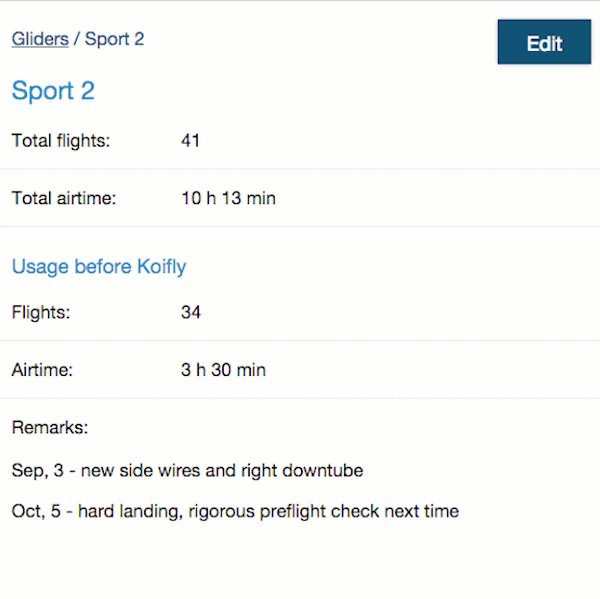 Gliders / Sport 2
Edit
Sport 2
Total flights: 41
Total airtime: 10 h 13 min
Usage before Koifly
Flights: 34
Airtime: 3 h 30 min
Remarks:
Sep, 3 - new side wires and right downtube
Oct, 5 - hard landing, rigorous preflight check next time